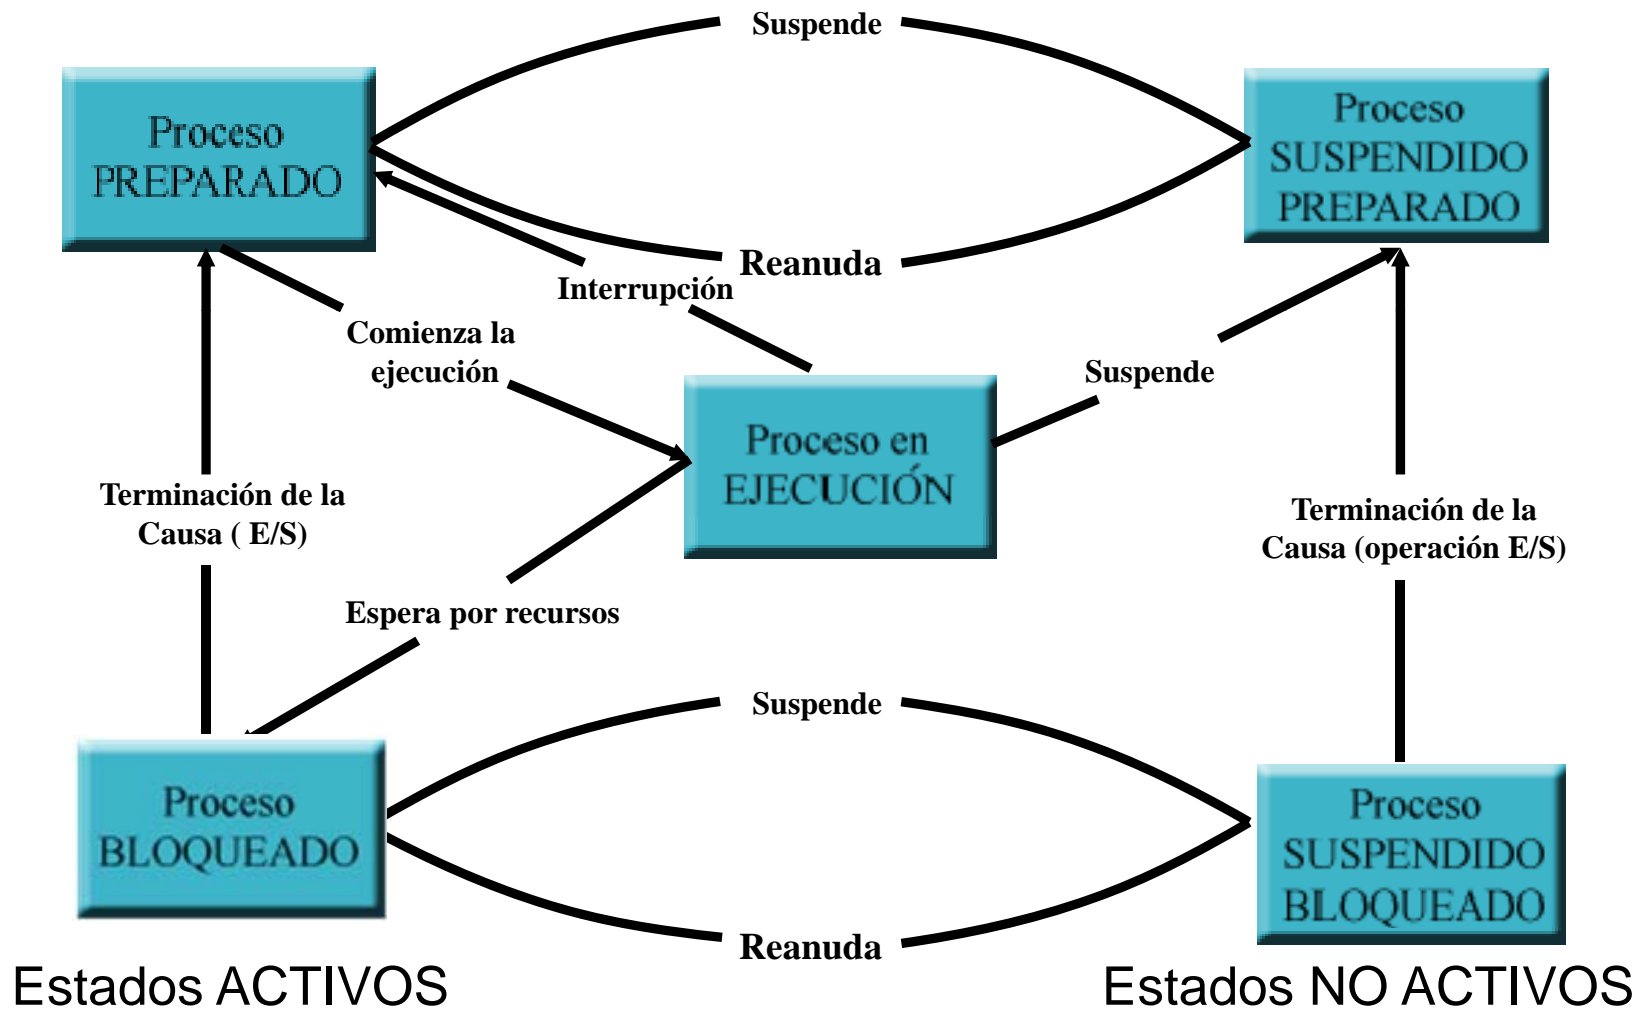 Suspende
Proceso
PREPARADO
Proceso
SUSPENDIDO
PREPARADO
Reanuda
Interrupción
Comienza la
ejecución
Suspende
Proceso en
EJECUCIÓN
Terminación de la
Causa ( E/S)
Terminación de la
Causa (operación E/S)
Espera por recursos
Suspende
Proceso
BLOQUEADO
Proceso
SUSPENDIDO
BLOQUEADO
Reanuda
Estados ACTIVOS
Estados NO ACTIVOS